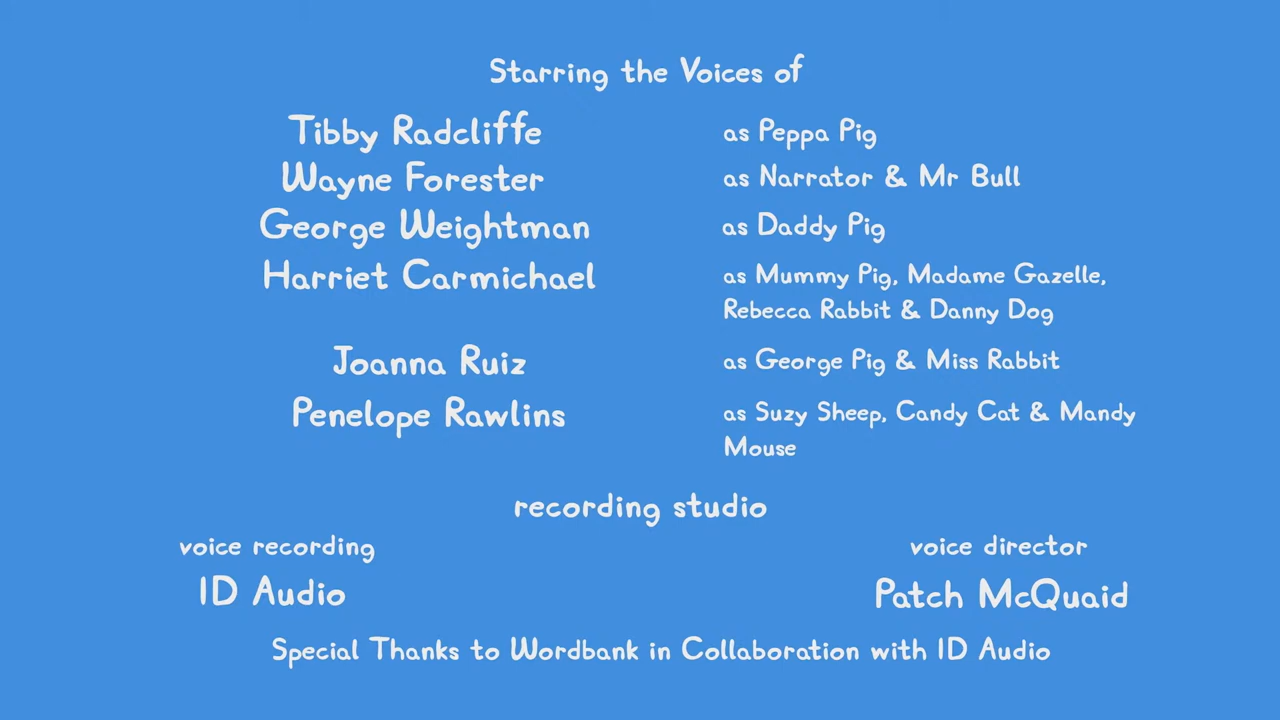 Starring the Voices of
Tibby Radcliffe as Peppa Pig
Wayne Forester as Narrator & Mr Bull
George Weightman as Daddy Pig
Harriet Carmichael as Mummy Pig, Madame Gazelle,
Rebecca Rabbit & Danny Dog
Joanna Ruiz as George Pig & Miss Rabbit
Penelope Rawlins as Suzy Sheep, Candy Cat & Mandy
Mouse
recording studio
voice recording voice director
ID Audio Patch McQuaid
Special Thanks to Wordbank in Collaboration with ID Audio